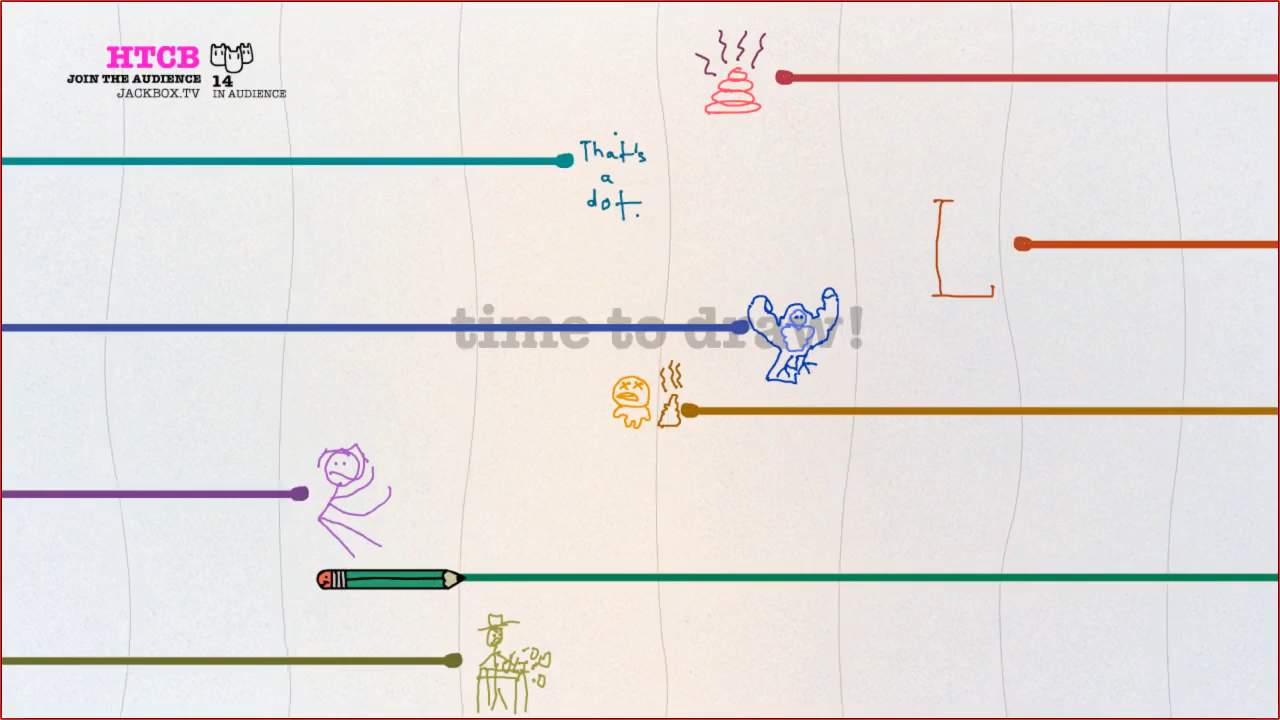 HTCB
JOIN THE AUDIENCE
JACKBOX.TV
14
IN AUDIENCE
That's
a
dot.
time to draw!